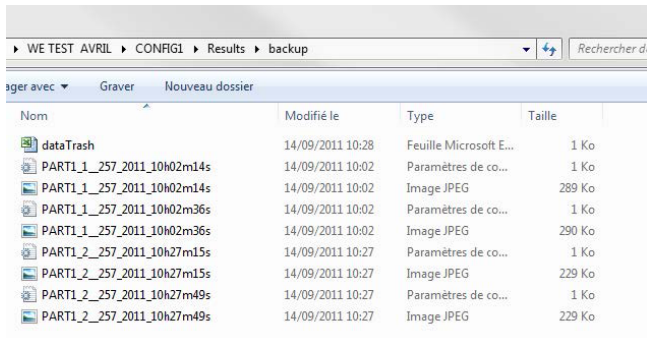 WE TEST AVRIL ▸ CONFIG1 ▸ Results ▸ backup Rechercher d
ager avec Graver Nouveau dossier
Nom Modifié le Type Taille
dataTrash 14/09/2011 10:28 Feuille Microsoft E... 1 Ko
PART1_1__257_2011_10h02m14s 14/09/2011 10:02 Paramètres de co... 1 Ko
PART1_1__257_2011_10h02m14s 14/09/2011 10:02 Image JPEG 289 Ko
PART1_1__257_2011_10h02m36s 14/09/2011 10:02 Paramètres de co... 1 Ko
PART1_1__257_2011_10h02m36s 14/09/2011 10:02 Image JPEG 290 Ko
PART1_2__257_2011_10h27m15s 14/09/2011 10:27 Paramètres de co... 1 Ko
PART1_2__257_2011_10h27m15s 14/09/2011 10:27 Image JPEG 229 Ko
PART1_2__257_2011_10h27m49s 14/09/2011 10:27 Paramètres de co... 1 Ko
PART1_2__257_2011_10h27m49s 14/09/2011 10:27 Image JPEG 229 Ko